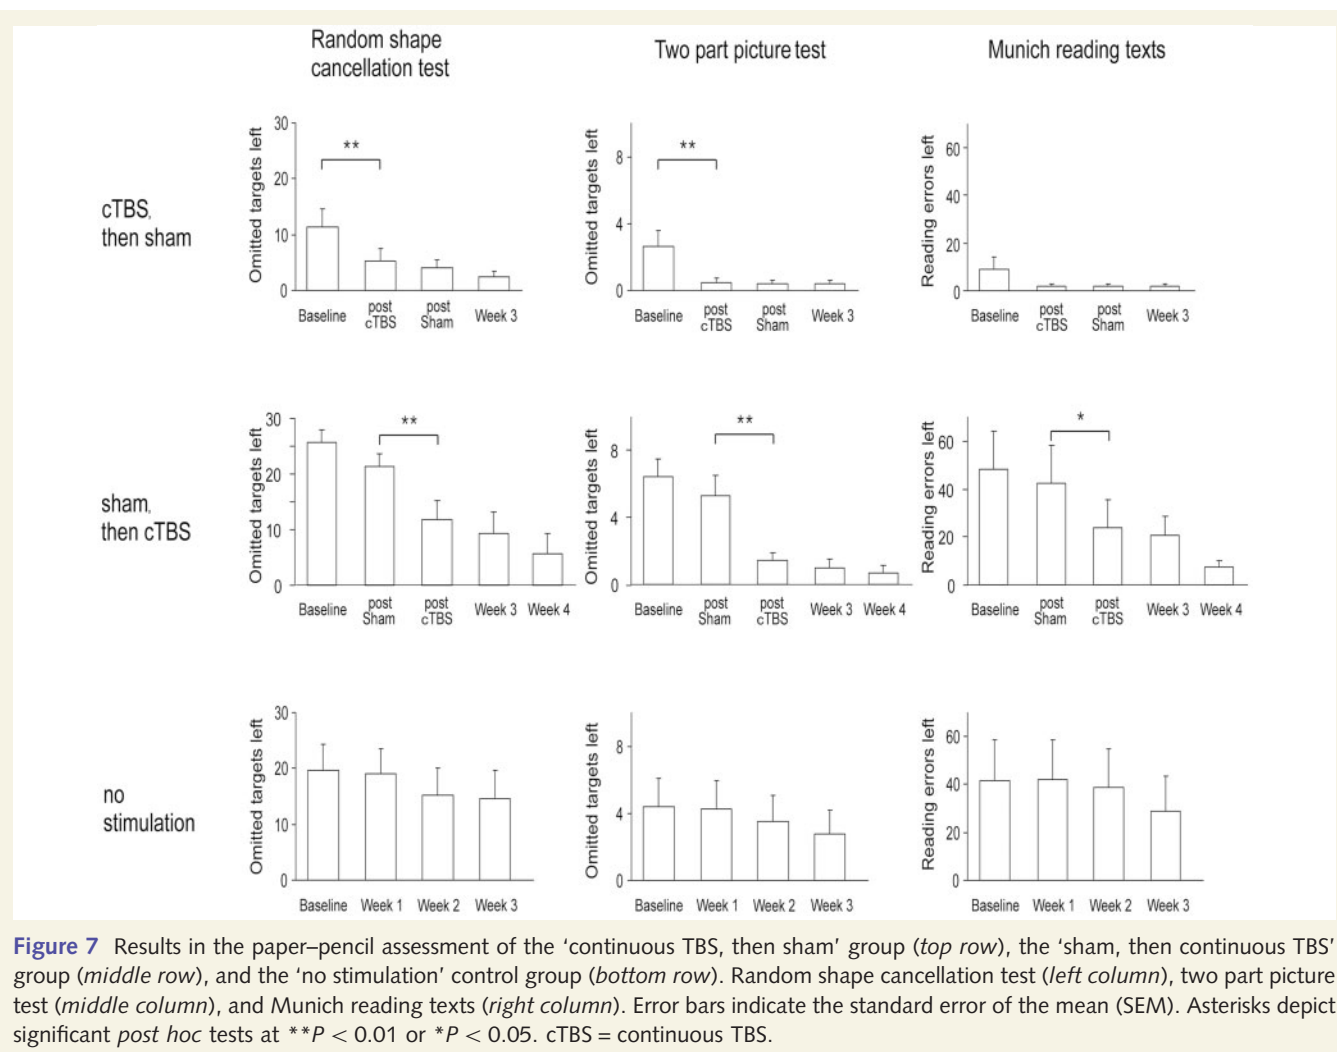 Random shape
cancellation test
Two part picture test
Munich reading texts
cTBS,
then sham
Omitted targets left
30
20
10
0
**
Baseline
post
cTBS
post
Sham
Week 3
Omitted targets left
8
4
0
**
Baseline
post
cTBS
post
Sham
Week 3
Reading errors left
60
40
20
0
Baseline
post
cTBS
post
Sham
Week 3
sham,
then cTBS
Omitted targets left
30
20
10
0
**
Baseline
post
Sham
post
cTBS
Week 3
Week 4
Omitted targets left
8
4
0
**
Baseline
post
Sham
post
cTBS
Week 3
Week 4
Reading errors left
60
40
20
0
*
Baseline
post
Sham
post
cTBS
Week 3
Week 4
no
stimulation
Omitted targets left
30
20
10
0
Baseline
Week 1
Week 2
Week 3
Omitted targets left
8
4
0
Baseline
Week 1
Week 2
Week 3
Reading errors left
60
40
20
0
Baseline
Week 1
Week 2
Week 3
Figure 7 Results in the paper–pencil assessment of the ‘continuous TBS, then sham’ group (top row), the ‘sham, then continuous TBS’
group (middle row), and the ‘no stimulation’ control group (bottom row). Random shape cancellation test (left column), two part picture
test (middle column), and Munich reading texts (right column). Error bars indicate the standard error of the mean (SEM). Asterisks depict
significant post hoc tests at **P < 0.01 or *P < 0.05. cTBS = continuous TBS.